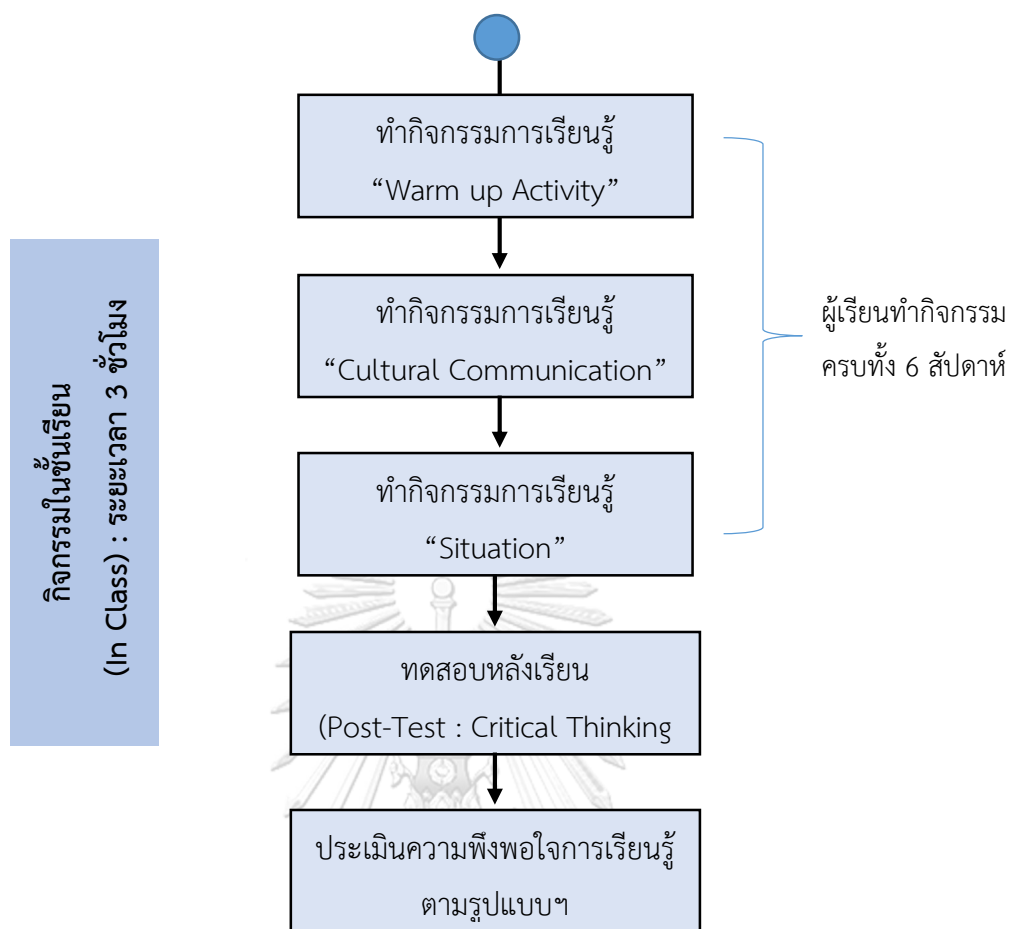 ทำกิจกรรมการเรียนรู้
“Warm up Activity”
ทำกิจกรรมการเรียนรู้
“Cultural Communication”
ผู้เรียนทำกิจกรรม
ครบทั้ง 6 สัปดาห์
กิจกรรมในชั้นเรียน
(In Class) : ระยะเวลา 3 ชั่วโมง
ทำกิจกรรมการเรียนรู้
“Situation”
ทดสอบหลังเรียน
(Post-Test : Critical Thinking
ประเมินความพึงพอใจการเรียนรู้
ตามรูปแบบฯ